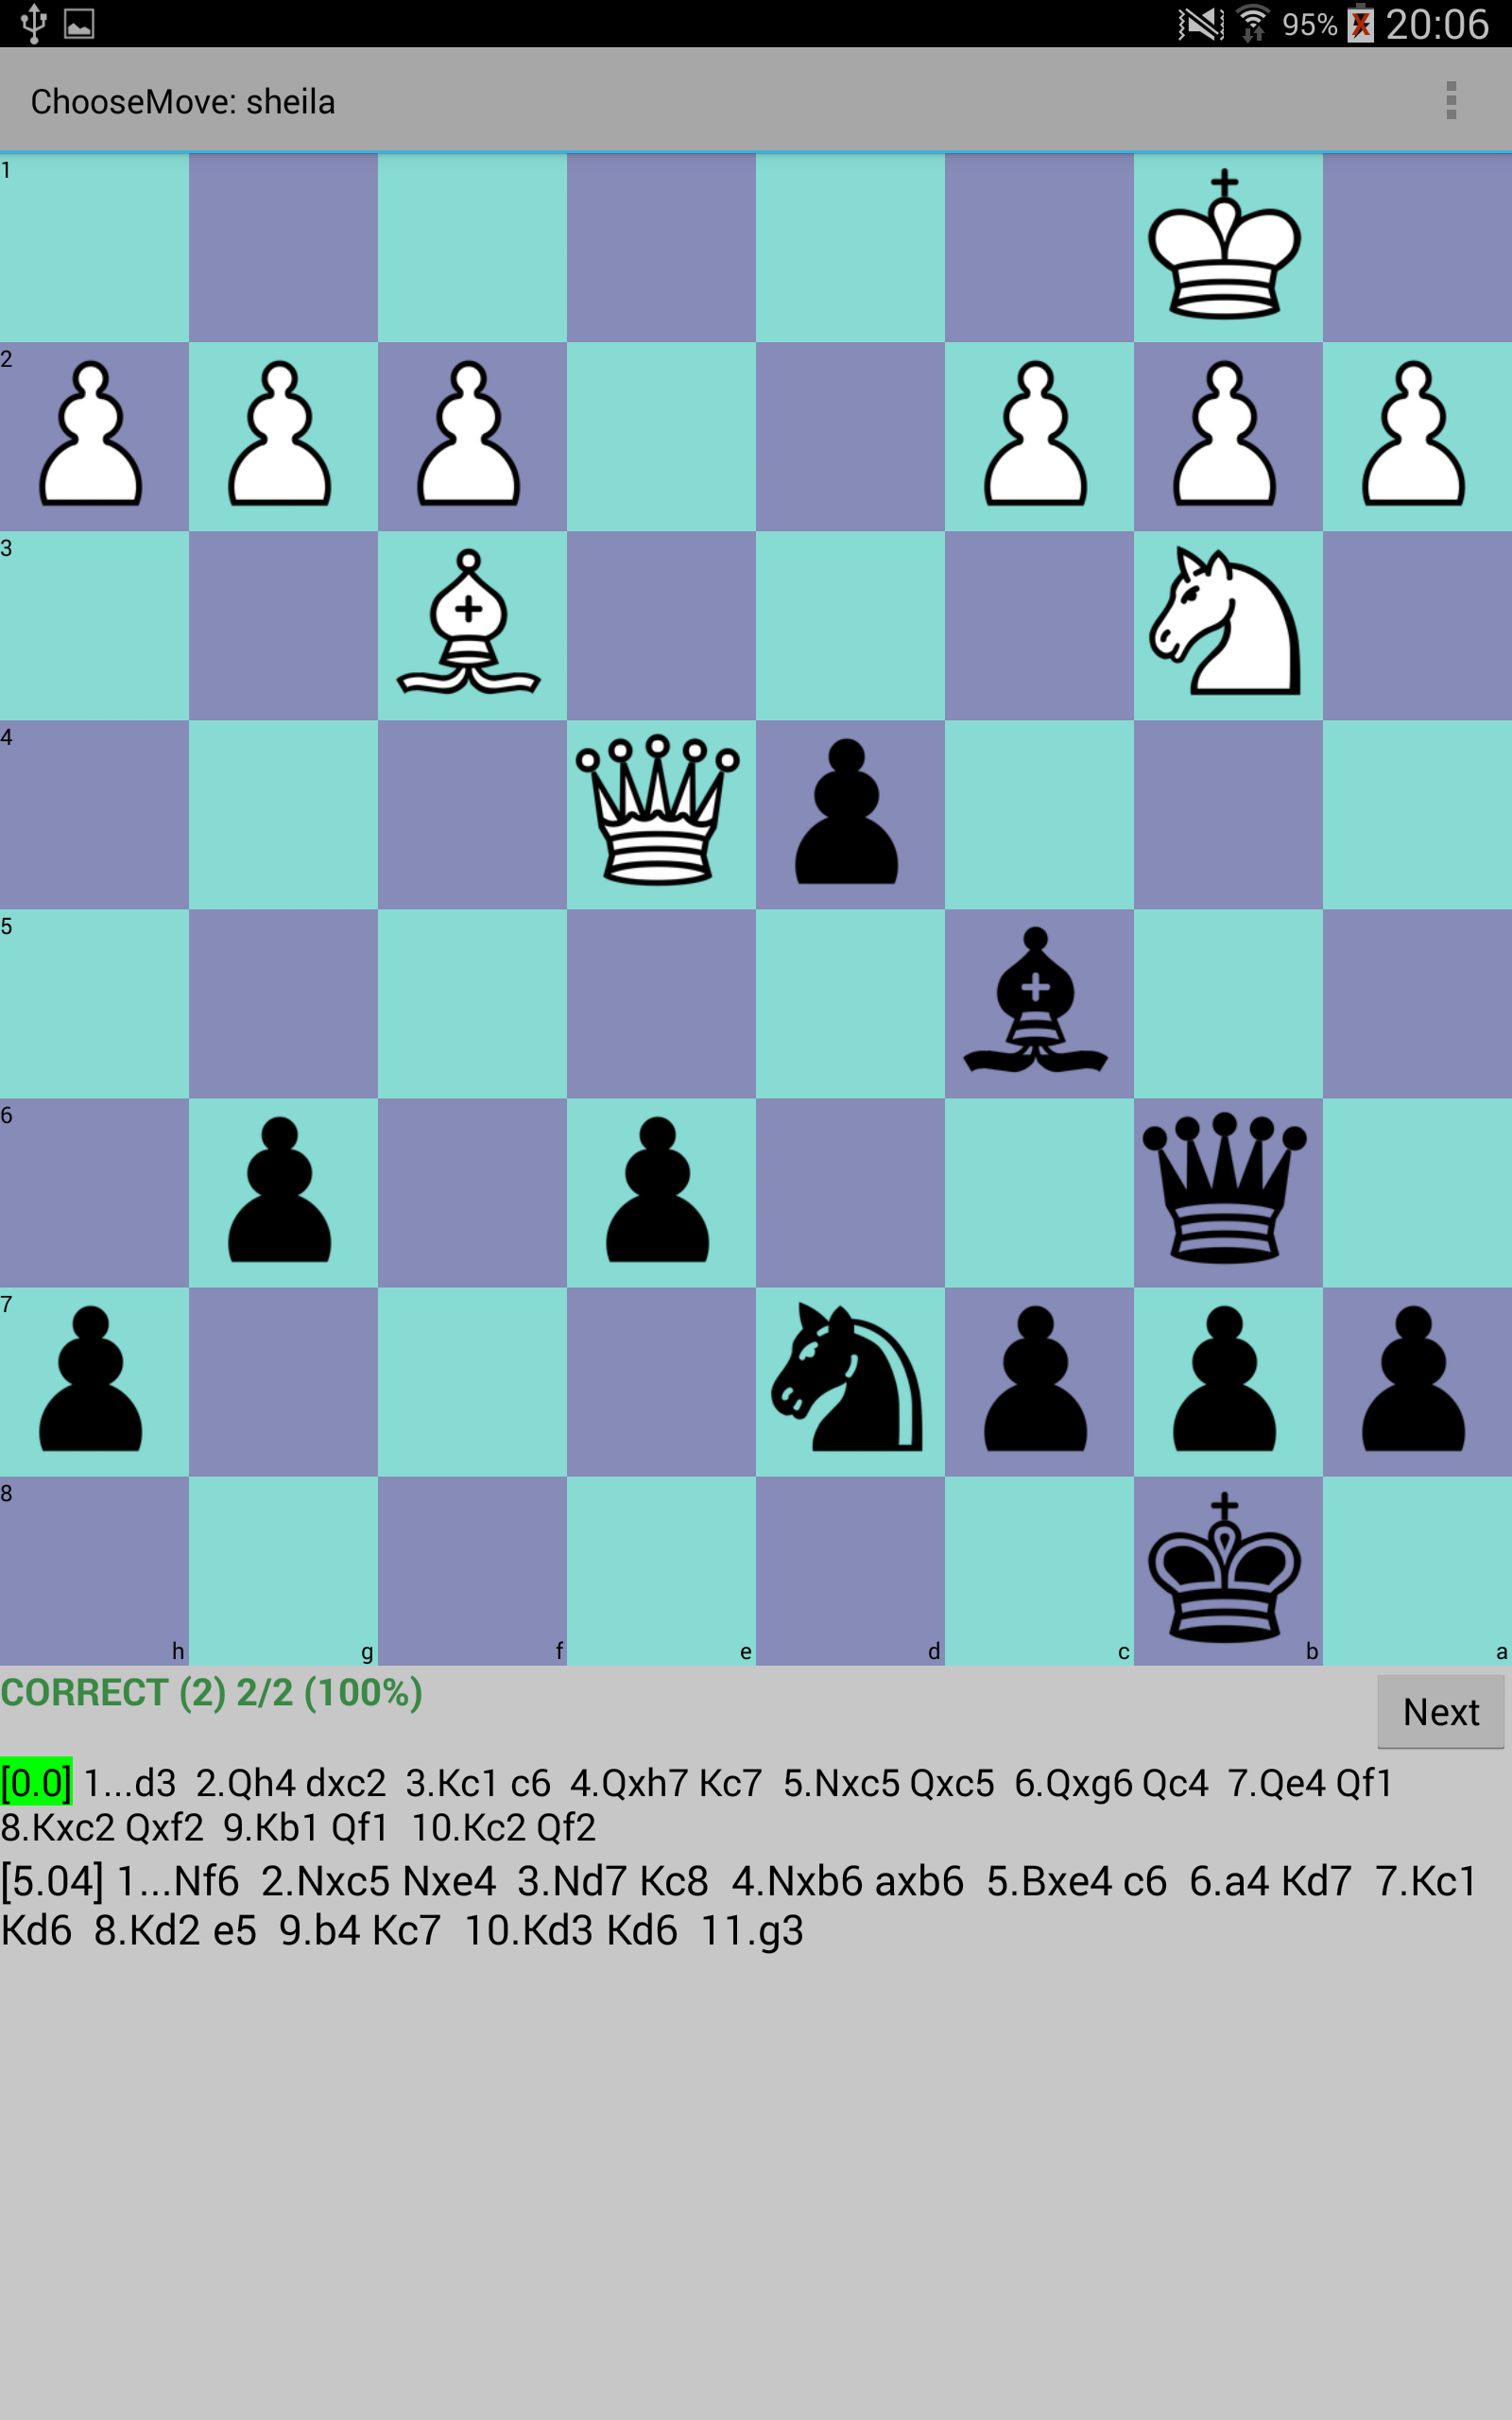 95% 20:06
ChooseMove: sheila
1
2
3
4
5
6
7
8
h g f e d c b a
CORRECT (2) 2/2 (100%)
Next
[0.0] 1...d3 2.Qh4 dxc2 3.Kc1 c6 4.Qxh7 Kc7 5.Nxc5 Qxc5 6.Qxg6 Qc4 7.Qe4 Qf1
8.Kxc2 Qxf2 9.Kb1 Qf1 10.Kc2 Qf2
[5.04] 1...Nf6 2.Nxc5 Nxe4 3.Nd7 Kc8 4.Nxb6 axb6 5.Bxe4 c6 6.a4 Kd7 7.Kc1
Kd6 8.Kd2 e5 9.b4 Kc7 10.Kd3 Kd6 11.g3